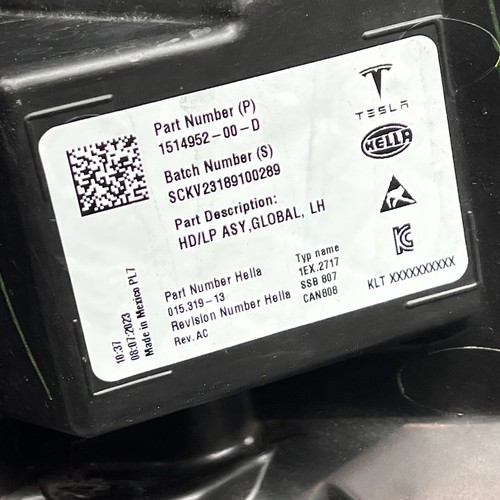 Part Number (P)
1514952-00-D
Batch Number (S)
SCKV23189100289
Part Description:
HD/LP ASY,GLOBAL, LH
TESLA
HELLA
Part Number Hella
015.319-13
Revision Number Hella
Rev.AC
Typ name
1EX.2717
SSB 807
CAN808
KLT XXXXXXXXXX
10:37
08:07:2023
Made in Mexico PL7